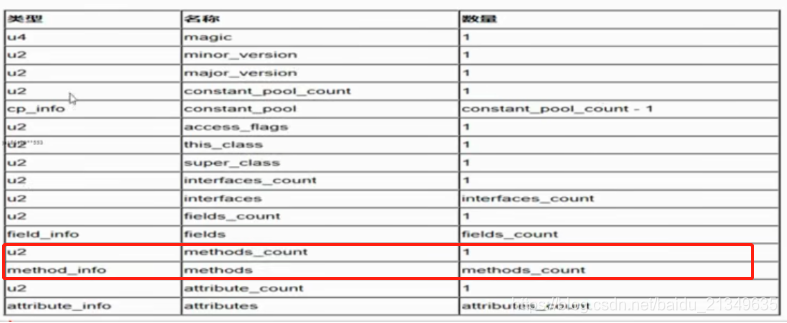 类型 名称 数量
u4 magic 1
u2 minor_version 1
u2 major_version 1
u2 constant_pool_count 1
cp_info constant_pool constant_pool_count - 1
u2 access_flags 1
u2 this_class 1
u2 super_class 1
u2 interfaces_count 1
u2 interfaces interfaces_count
u2 fields_count 1
field_info fields fields_count
u2 methods_count 1
method_info methods methods_count
u2 attribute_count 1
attribute_info attributes attributes_count
https://blog.csdn.net/baidu_21349635